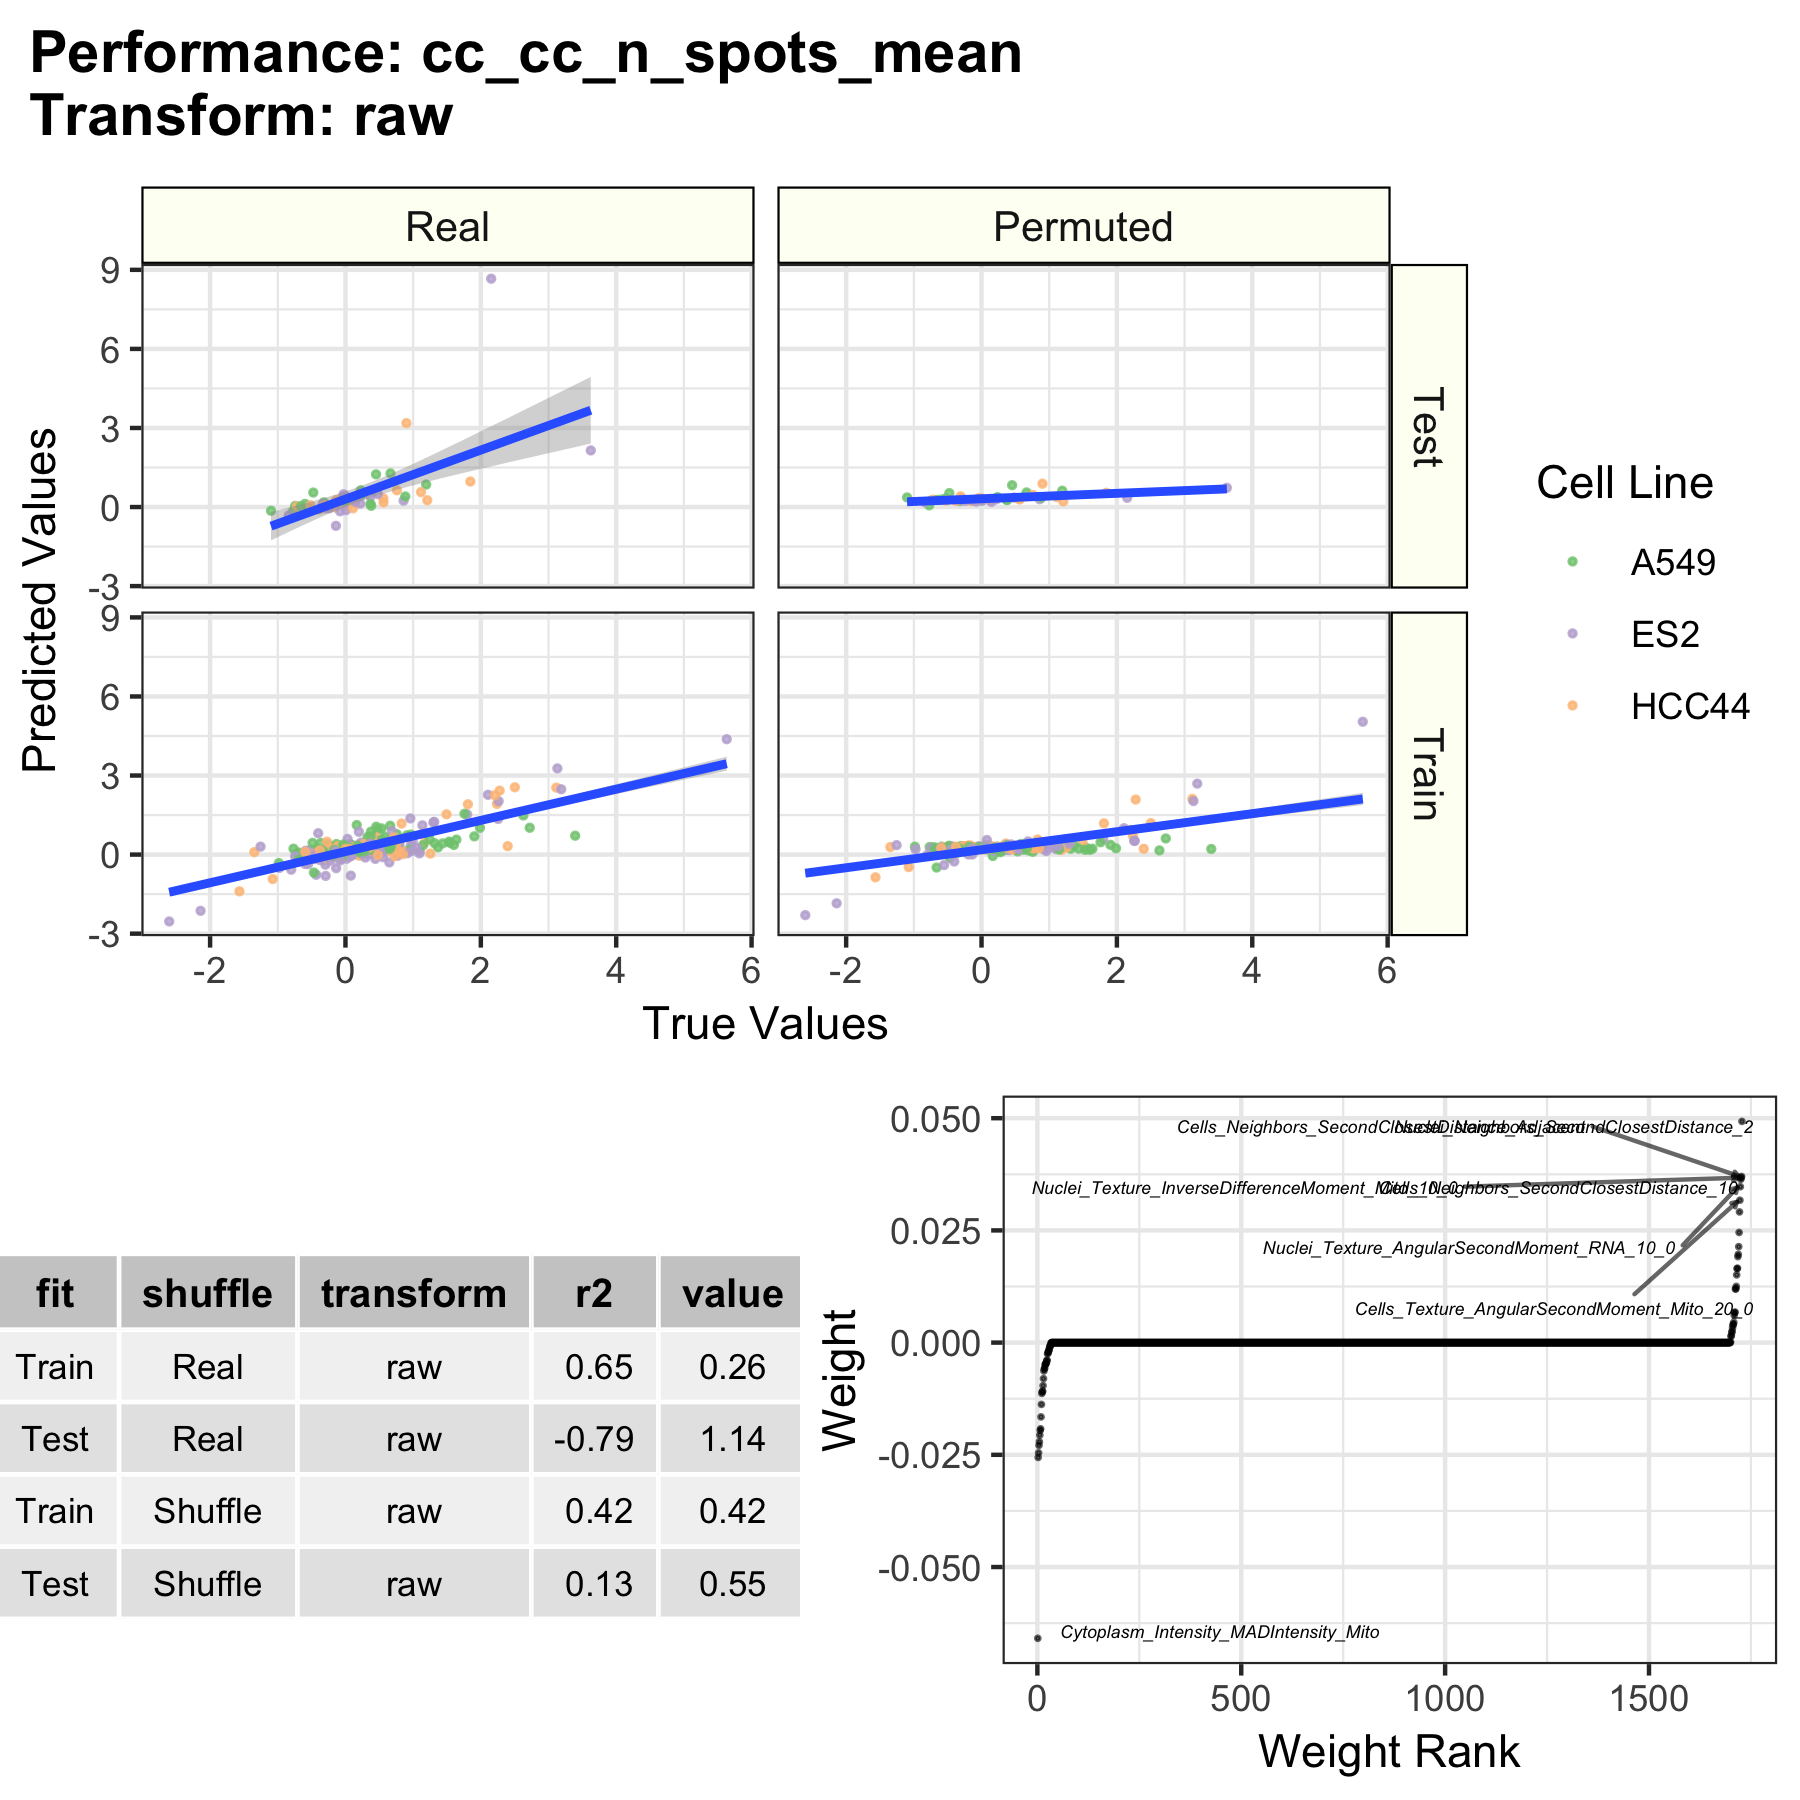 Performance: cc_cc_n_spots_mean
Transform: raw
Real
Permuted
9
6
3
0
-3
Test
9
6
3
0
-3
Train
Predicted Values
-2 0 2 4 6
-2 0 2 4 6
True Values
Cell Line
A549
ES2
HCC44
fit shuffle transform r2 value
Train Real raw 0.65 0.26
Test Real raw -0.79 1.14
Train Shuffle raw 0.42 0.42
Test Shuffle raw 0.13 0.55
Weight
0.050
0.025
0.000
-0.025
-0.050
Cells_Neighbors_SecondClosestDistance_Adjacent
Nuclei_Neighbors_SecondClosestDistance_2
Nuclei_Texture_InverseDifferenceMoment_Mito_10_0
Cells_Neighbors_SecondClosestDistance_10
Nuclei_Texture_AngularSecondMoment_RNA_10_0
Cells_Texture_AngularSecondMoment_Mito_20_0
Cytoplasm_Intensity_MADIntensity_Mito
0 500 1000 1500
Weight Rank